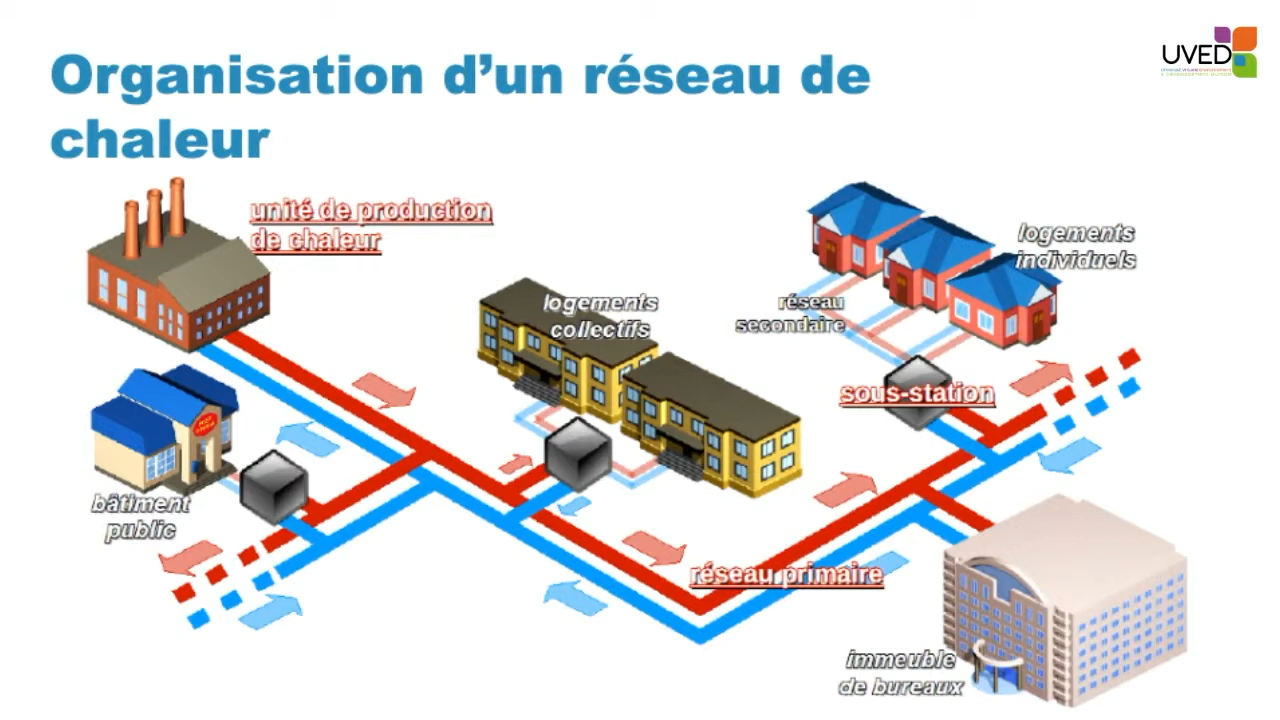 Organisation d’un réseau de
chaleur
UVED
unité de production
de chaleur
logements
individuels
logements
collectifs
réseau
secondaire
sous-station
bâtiment
public
réseau primaire
immeuble
de bureaux